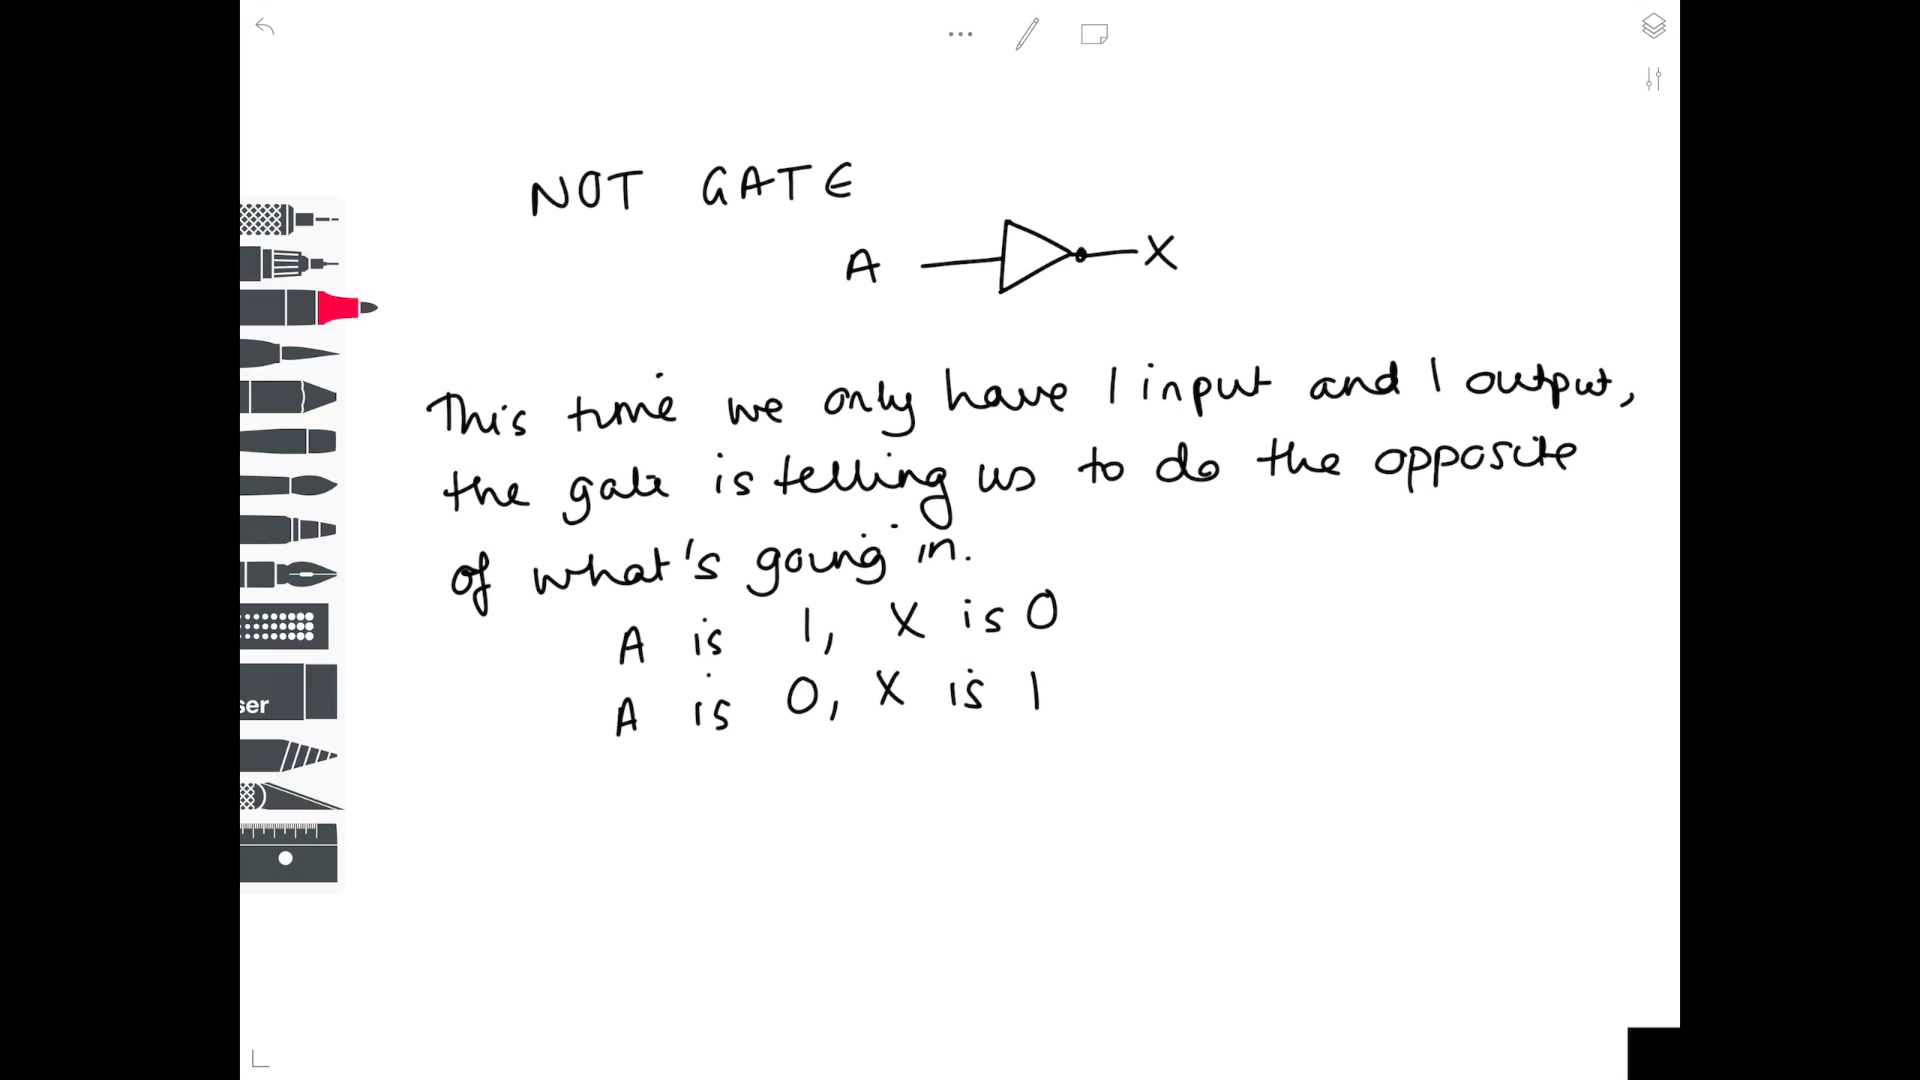 NOT GATE
A X
This time we only have 1 input and 1 output,
the gate is telling us to do the opposite
of what's going in.
A is 1, X is 0
A is 0, X is 1
ser